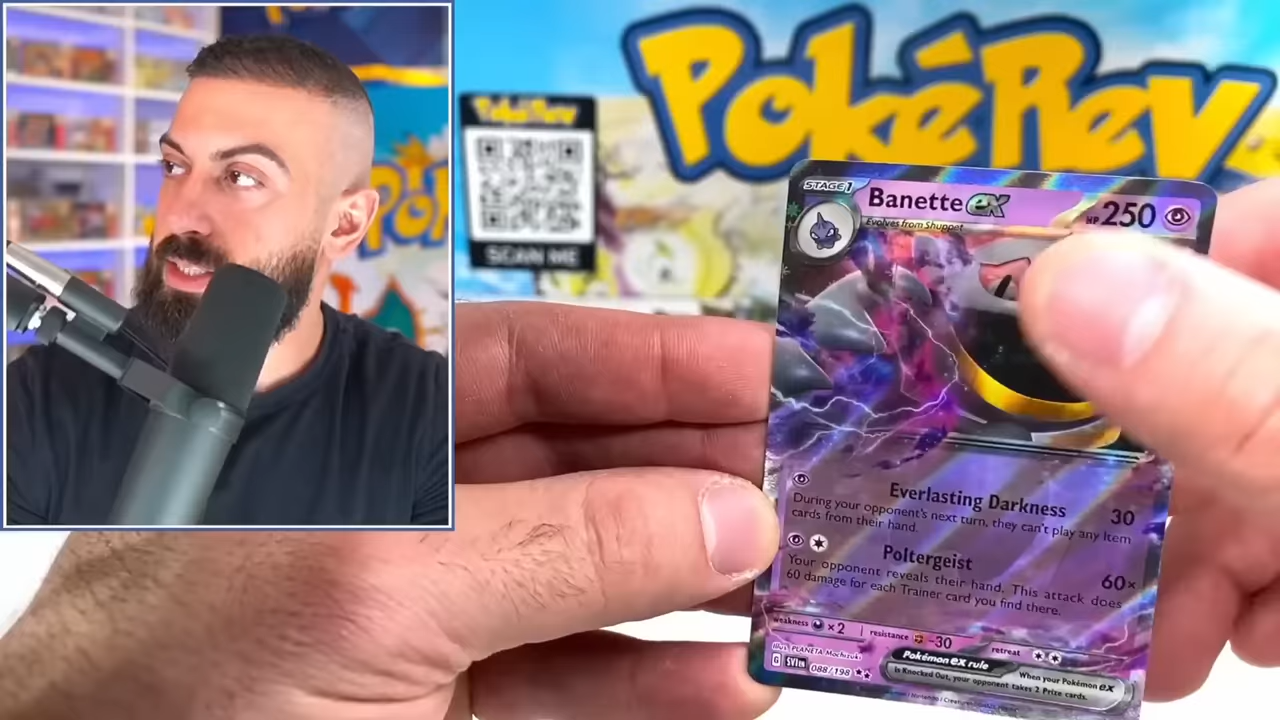 PokéRev
PokéRev
SCAN ME
STAGE 1
Banette ex
HP 250
Evolves from Shuppet
Everlasting Darkness 30
During your opponent's next turn, they can't play any Item
cards from their hand.
Poltergeist 60×
Your opponent reveals their hand. This attack does
60 damage for each Trainer card you find there.
weakness ×2 resistance -30 retreat
Illus. PLANETA Mochizuki
G SVI EN 088/198
Pokémon ex rule
When your Pokémon ex
is Knocked Out, your opponent takes 2 Prize cards.